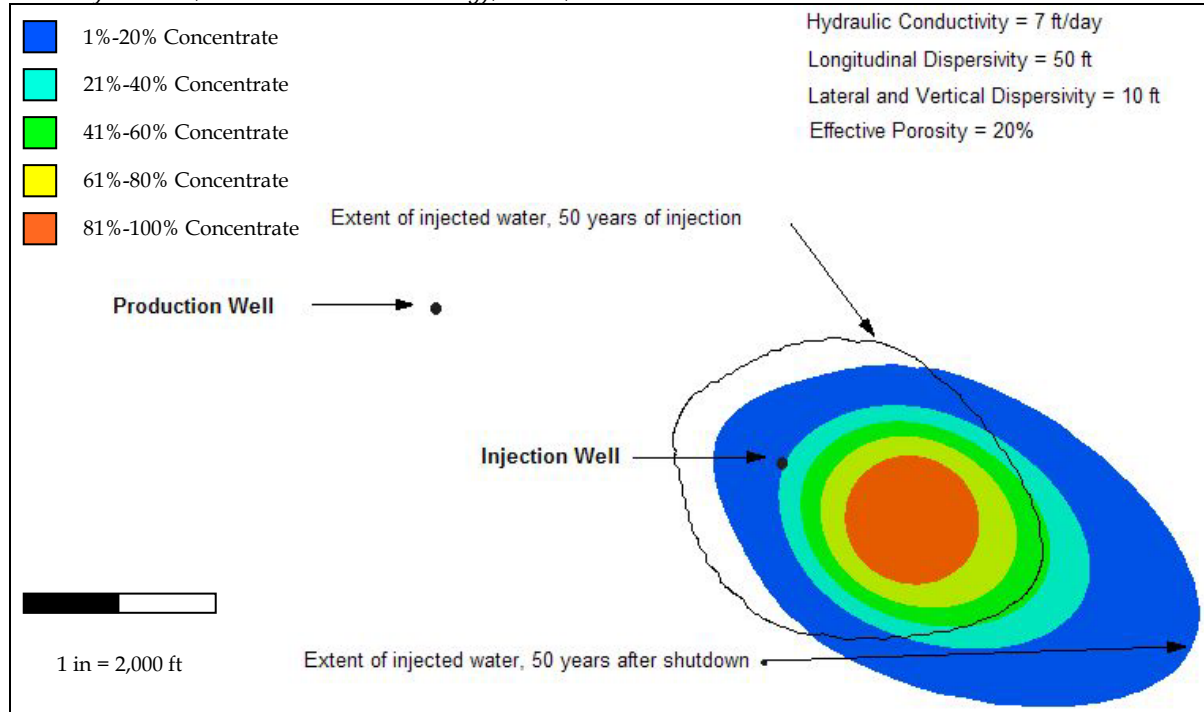 1%-20% Concentrate
21%-40% Concentrate
41%-60% Concentrate
61%-80% Concentrate
81%-100% Concentrate
Hydraulic Conductivity = 7 ft/day
Longitudinal Dispersivity = 50 ft
Lateral and Vertical Dispersivity = 10 ft
Effective Porosity = 20%
Extent of injected water, 50 years of injection
Production Well
Injection Well
1 in = 2,000 ft
Extent of injected water, 50 years after shutdown